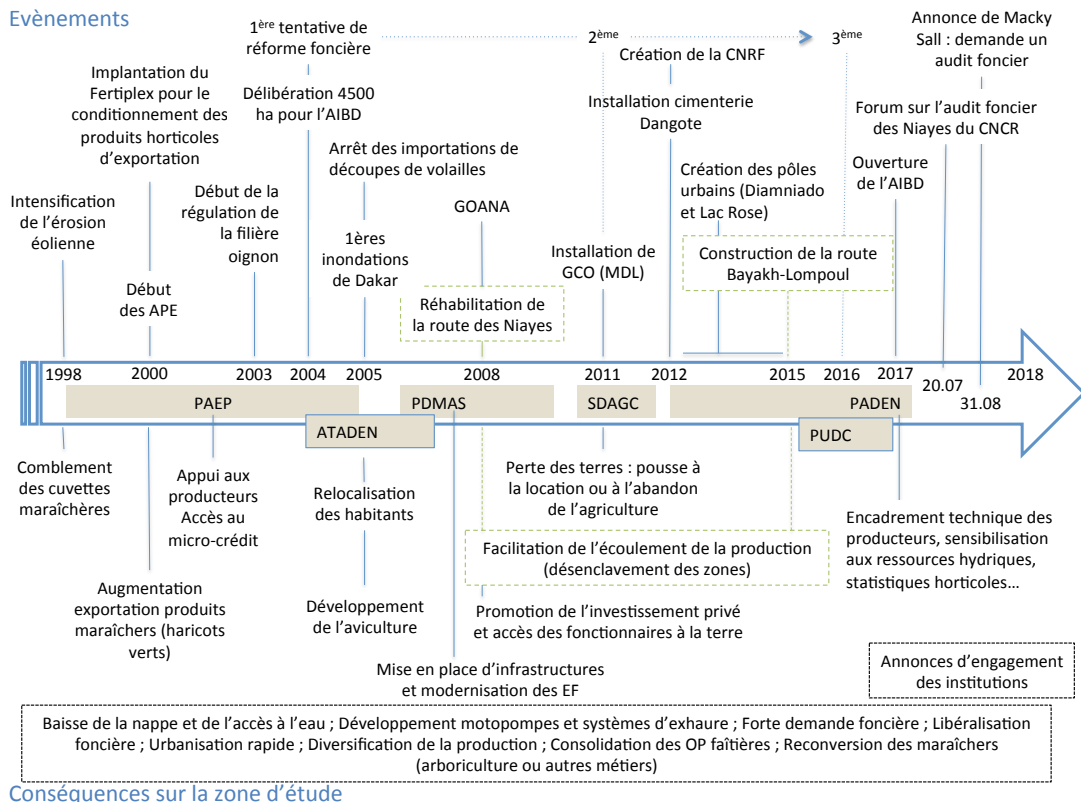 Evènements
1ère tentative de
réforme foncière
2ème
3ème
Annonce de Macky
Sall : demande un
audit foncier
Création de la CNRF
Implantation du
Fertiplex pour le
conditionnement des
produits horticoles
d’exportation
Délibération 4500
ha pour l’AIBD
Installation cimenterie
Dangote
Forum sur l’audit foncier
des Niayes du CNCR
Arrêt des importations de
découpes de volailles
Ouverture
de l’AIBD
Création des pôles
urbains (Diamniado
et Lac Rose)
Intensification
de l’érosion
éolienne
Début de la
régulation de
la filière
oignon
GOANA
1ères
inondations
de Dakar
Installation de
GCO (MDL)
Construction de la route
Bayakh-Lompoul
Début
des APE
Réhabilitation de
la route des Niayes
1998
2000
2003
2004
2005
2008
2011
2012
2015
2016
2017
20.07
31.08
2018
PAEP
PDMAS
SDAGC
PADEN
ATADEN
PUDC
Comblement
des cuvettes
maraîchères
Appui aux
producteurs
Accès au
micro-crédit
Relocalisation
des habitants
Perte des terres : pousse à
la location ou à l’abandon
de l’agriculture
Encadrement technique des
producteurs, sensibilisation
aux ressources hydriques,
statistiques horticoles…
Facilitation de l’écoulement de la production
(désenclavement des zones)
Augmentation
exportation produits
maraîchers (haricots
verts)
Développement
de l’aviculture
Promotion de l’investissement privé
et accès des fonctionnaires à la terre
Mise en place d’infrastructures
et modernisation des EF
Annonces d’engagement
des institutions
Baisse de la nappe et de l’accès à l’eau ; Développement motopompes et systèmes d’exhaure ; Forte demande foncière ; Libéralisation
foncière ; Urbanisation rapide ; Diversification de la production ; Consolidation des OP faîtières ; Reconversion des maraîchers
(arboriculture ou autres métiers)
Conséquences sur la zone d’étude